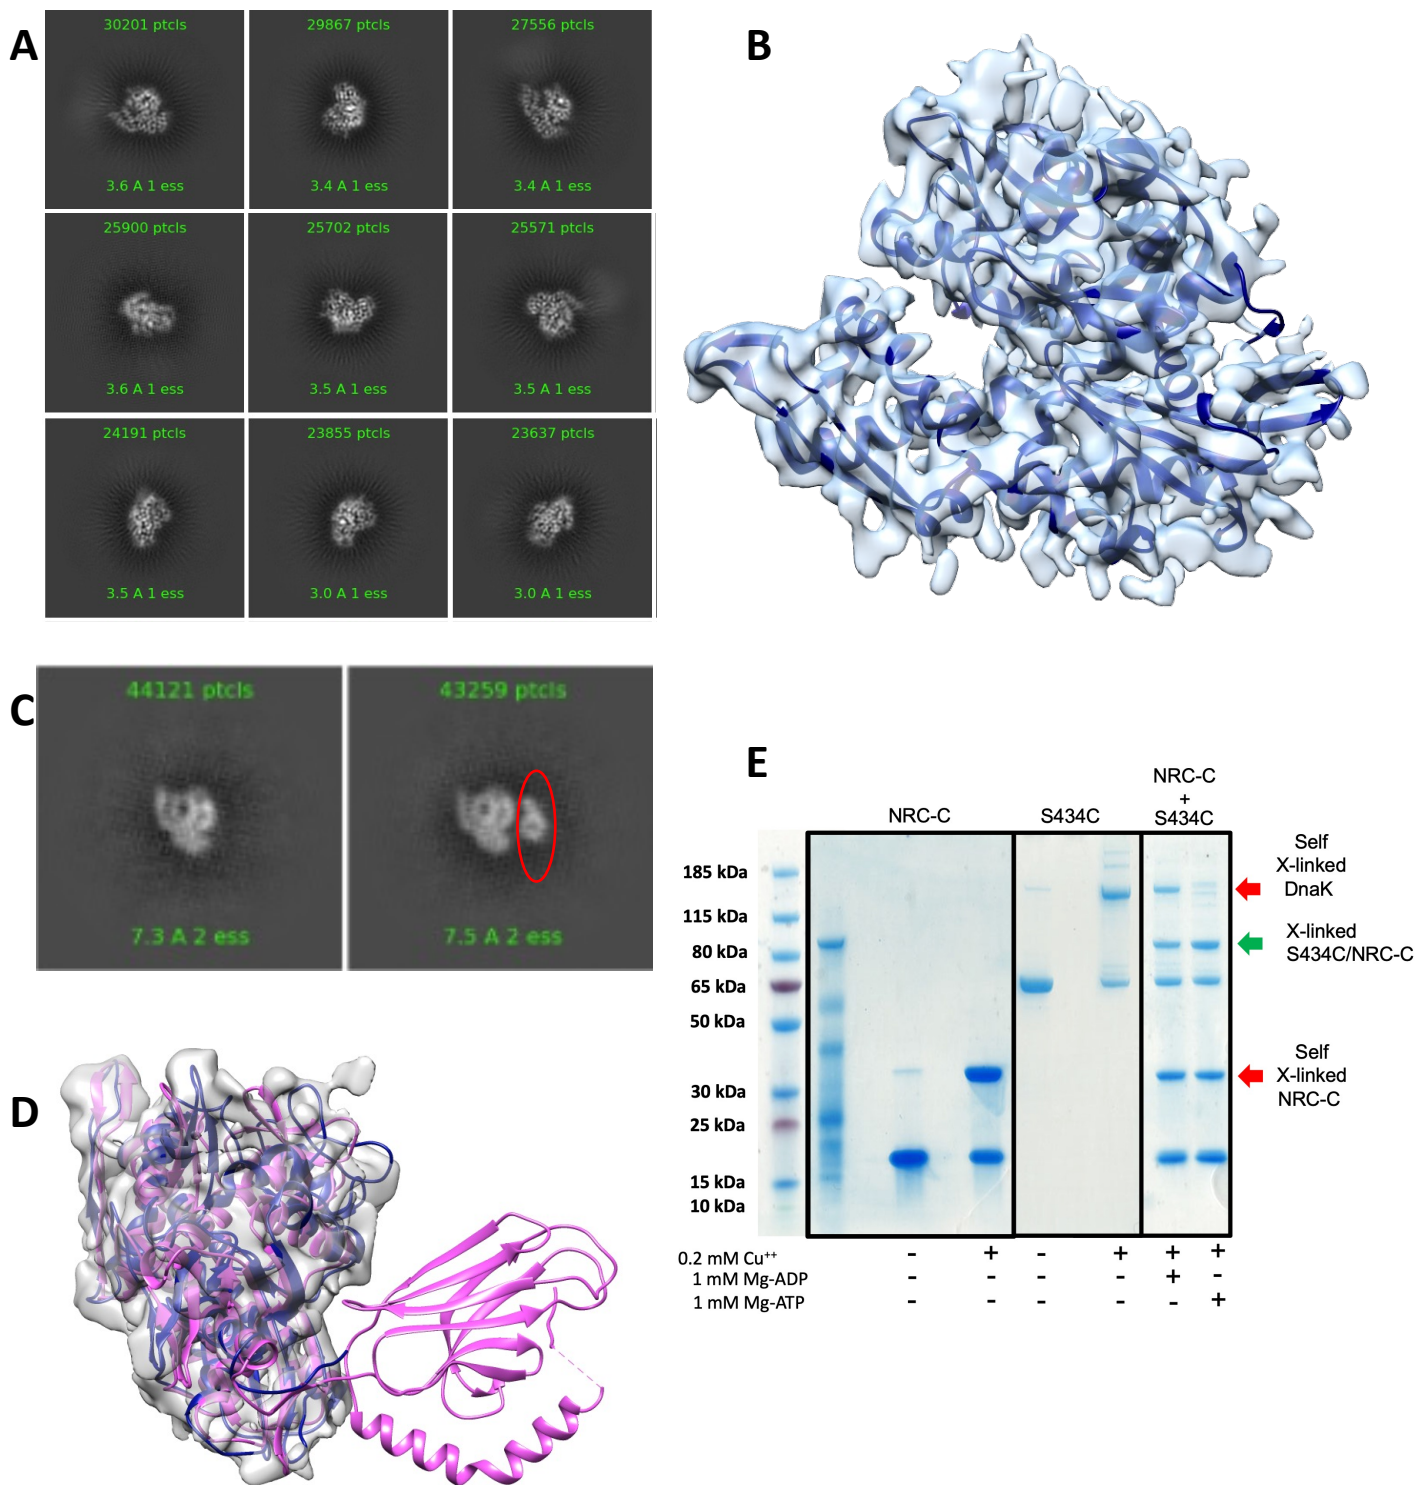 A
30201 ptcls
29867 ptcls
27556 ptcls
3.6 A 1 ess
3.4 A 1 ess
3.4 A 1 ess
25900 ptcls
25702 ptcls
25571 ptcls
3.6 A 1 ess
3.5 A 1 ess
3.5 A 1 ess
24191 ptcls
23855 ptcls
23637 ptcls
3.5 A 1 ess
3.0 A 1 ess
3.0 A 1 ess
B
C
44121 ptcls
43259 ptcls
7.3 A 2 ess
7.5 A 2 ess
D
E
NRC-C
S434C
NRC-C
+
S434C
185 kDa
115 kDa
80 kDa
65 kDa
50 kDa
30 kDa
25 kDa
15 kDa
10 kDa
Self
X-linked
DnaK
X-linked
S434C/NRC-C
Self
X-linked
NRC-C
0.2 mM Cu⁺⁺ - + - + + +
1 mM Mg-ADP - - - - + -
1 mM Mg-ATP - - - - - +